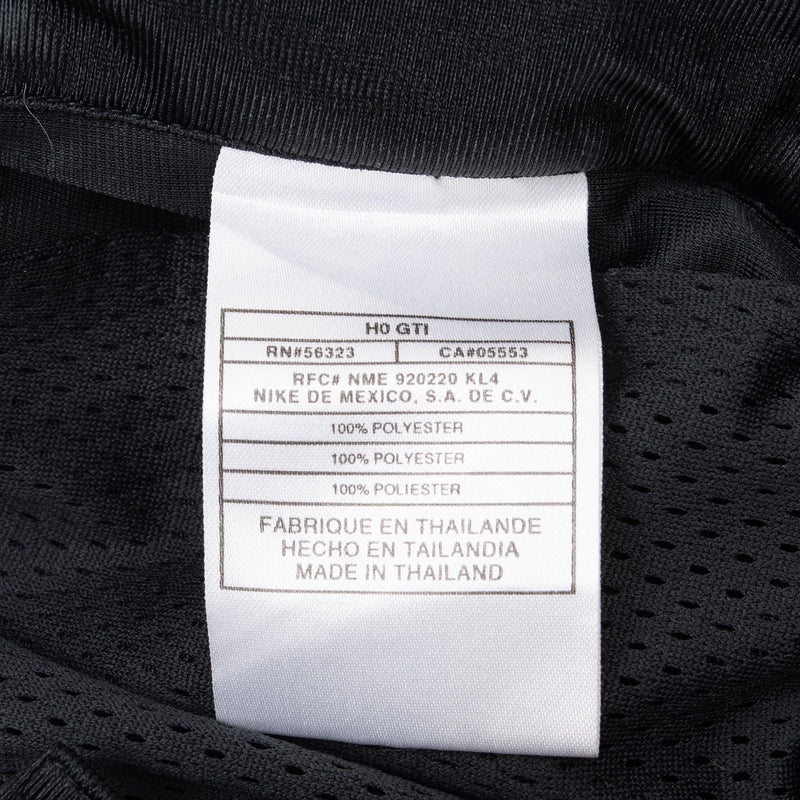 H0 GTI
RN#56323 CA#05553
RFC# NME 920220 KL4
NIKE DE MEXICO, S.A. DE C.V.
100% POLYESTER
100% POLYESTER
100% POLIESTER
FABRIQUE EN THAILANDE
HECHO EN TAILANDIA
MADE IN THAILAND